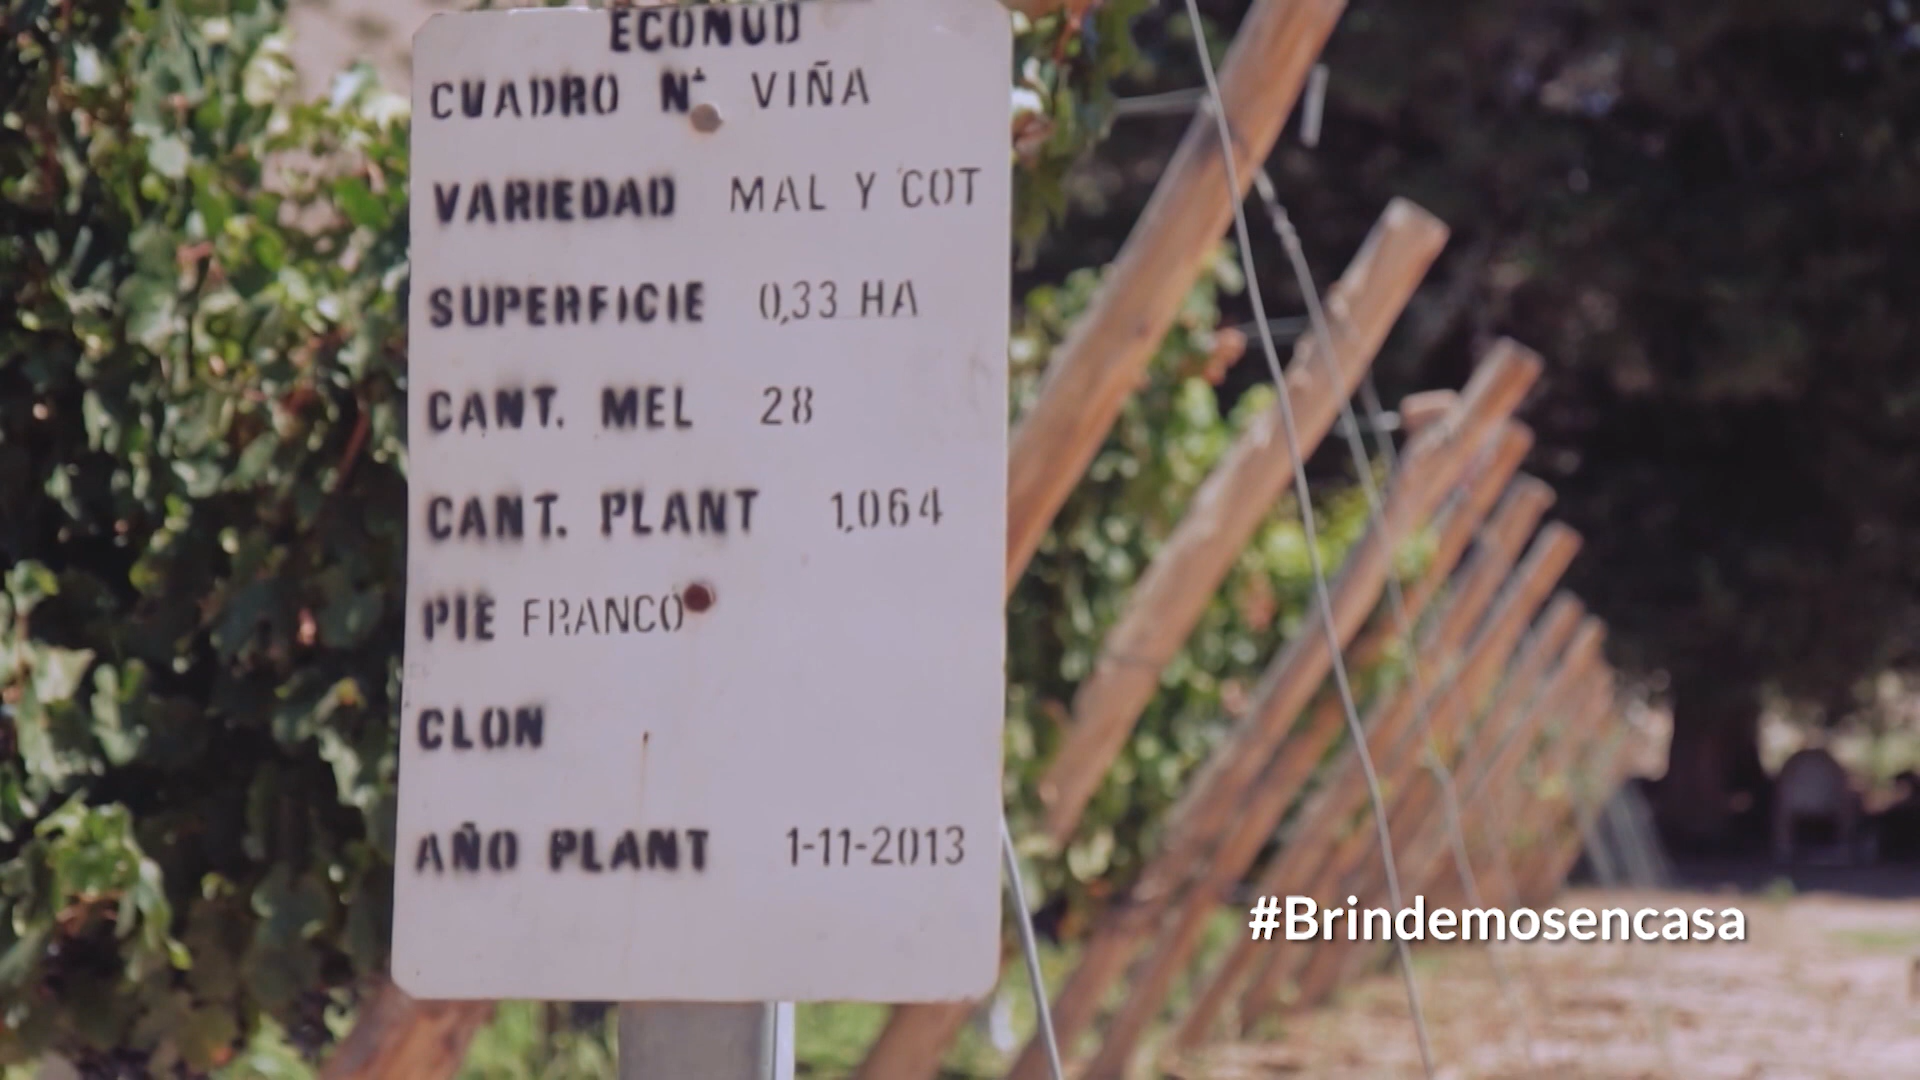 ECONUD
CUADRO N° VIÑA
VARIEDAD MAL Y COT
SUPERFICIE 0,33 HA
CANT. MEL 28
CANT. PLANT 1,064
PIE FRANCO
CLON
AÑO PLANT 1-11-2013
#Brindemosencasa